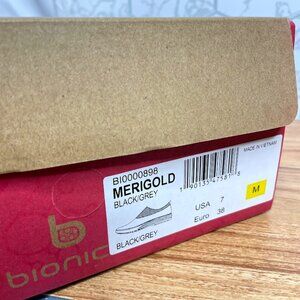 BI0000898
MERIGOLD
BLACK/GREY
MADE IN VIETNAM
USA 7
Euro 38
M
BLACK/GREY
b
bionic